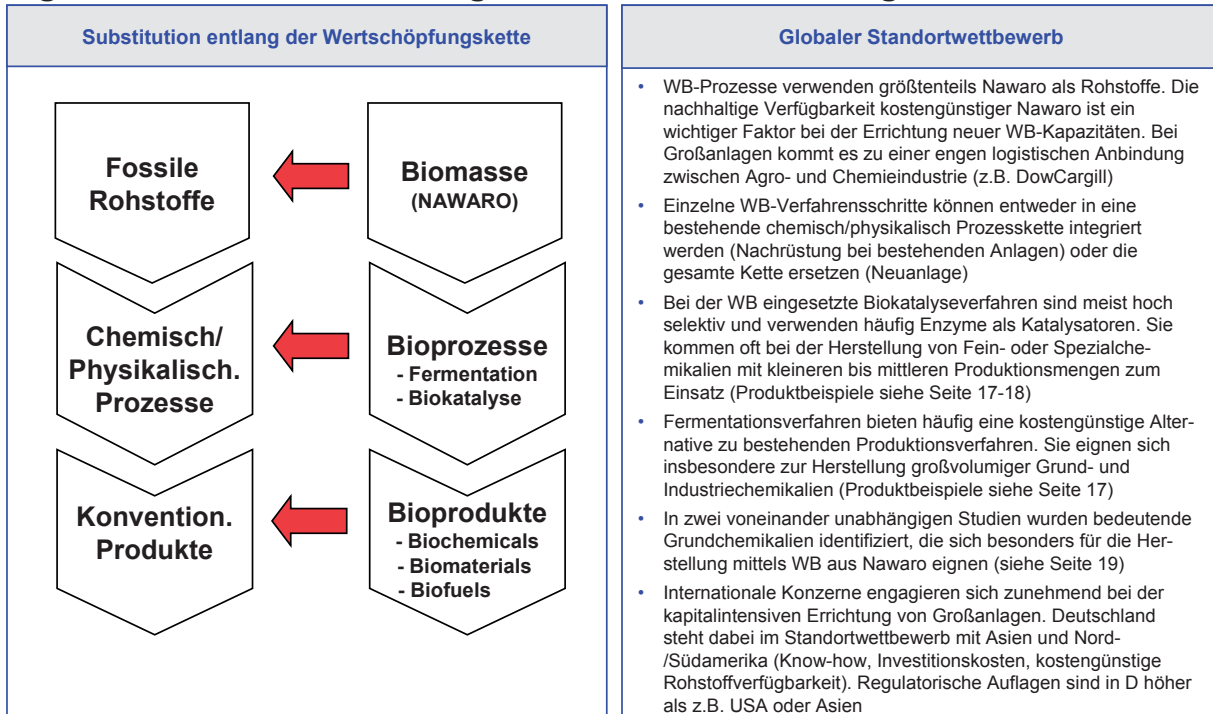 Substitution entlang der Wertschöpfungskette
Fossile
Rohstoffe
Biomasse
(NAWARO)
Chemisch/
Physikalisch.
Prozesse
Bioprozesse
- Fermentation
- Biokatalyse
Konvention.
Produkte
Bioprodukte
- Biochemicals
- Biomaterials
- Biofuels
Globaler Standortwettbewerb
• WB-Prozesse verwenden größtenteils Nawaro als Rohstoffe. Die
nachhaltige Verfügbarkeit kostengünstiger Nawaro ist ein
wichtiger Faktor bei der Errichtung neuer WB-Kapazitäten. Bei
Großanlagen kommt es zu einer engen logistischen Anbindung
zwischen Agro- und Chemieindustrie (z.B. DowCargill)
• Einzelne WB-Verfahrensschritte können entweder in eine
bestehende chemisch/physikalisch Prozesskette integriert
werden (Nachrüstung bei bestehenden Anlagen) oder die
gesamte Kette ersetzen (Neuanlage)
• Bei der WB eingesetzte Biokatalyseverfahren sind meist hoch
selektiv und verwenden häufig Enzyme als Katalysatoren. Sie
kommen oft bei der Herstellung von Fein- oder Spezialche-
mikalien mit kleineren bis mittleren Produktionsmengen zum
Einsatz (Produktbeispiele siehe Seite 17-18)
• Fermentationsverfahren bieten häufig eine kostengünstige Alter-
native zu bestehenden Produktionsverfahren. Sie eignen sich
insbesondere zur Herstellung großvolumiger Grund- und
Industriechemikalien (Produktbeispiele siehe Seite 17)
• In zwei voneinander unabhängigen Studien wurden bedeutende
Grundchemikalien identifiziert, die sich besonders für die Her-
stellung mittels WB aus Nawaro eignen (siehe Seite 19)
• Internationale Konzerne engagieren sich zunehmend bei der
kapitalintensiven Errichtung von Großanlagen. Deutschland
steht dabei im Standortwettbewerb mit Asien und Nord-
/Südamerika (Know-how, Investitionskosten, kostengünstige
Rohstoffverfügbarkeit). Regulatorische Auflagen sind in D höher
als z.B. USA oder Asien